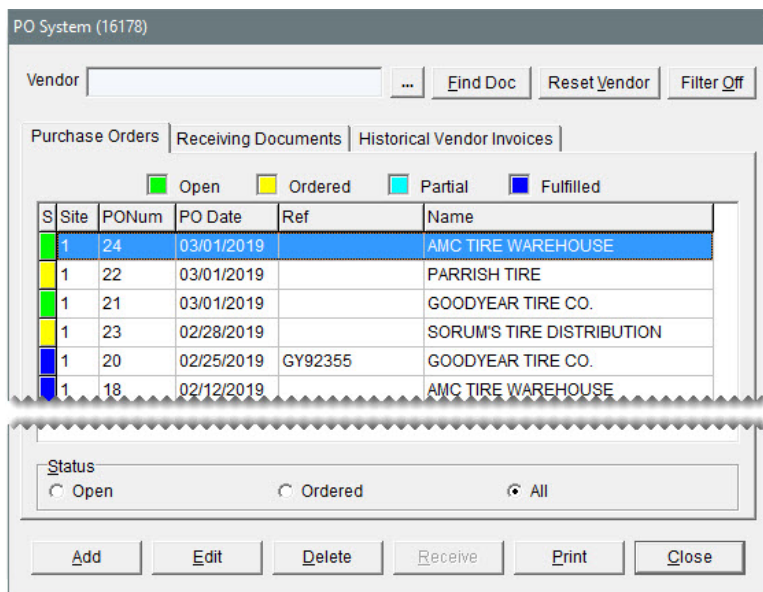 PO System (16178)
Vendor ... Find Doc Reset Vendor Filter Off
Purchase Orders Receiving Documents Historical Vendor Invoices
Open Ordered Partial Fulfilled
S Site PONum PO Date Ref Name
1 24 03/01/2019 AMC TIRE WAREHOUSE
1 22 03/01/2019 PARRISH TIRE
1 21 03/01/2019 GOODYEAR TIRE CO.
1 23 02/28/2019 SORUM'S TIRE DISTRIBUTION
1 20 02/25/2019 GY92355 GOODYEAR TIRE CO.
1 18 02/12/2019 AMC TIRE WAREHOUSE
Status
Open Ordered All
Add Edit Delete Receive Print Close